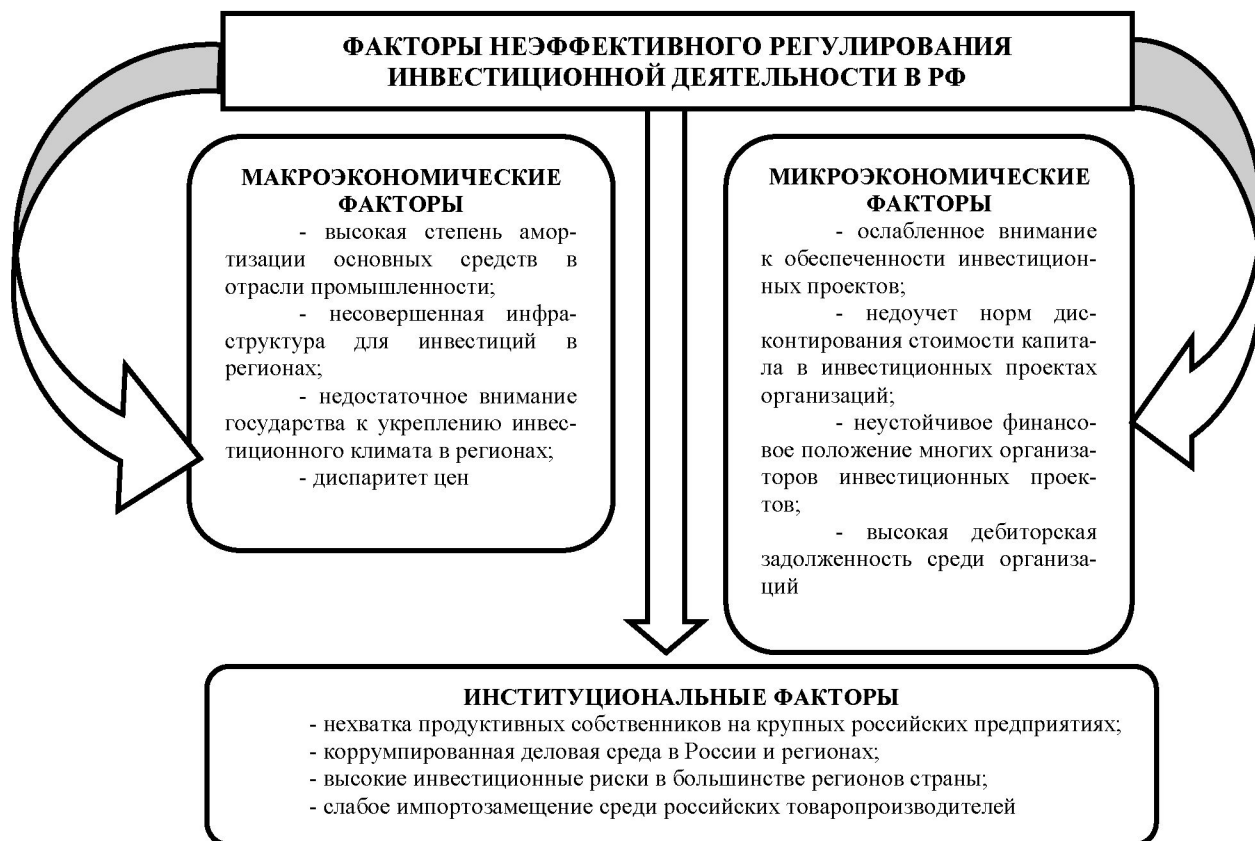 ФАКТОРЫ НЕЭФФЕКТИВНОГО РЕГУЛИРОВАНИЯ
ИНВЕСТИЦИОННОЙ ДЕЯТЕЛЬНОСТИ В РФ
МАКРОЭКОНОМИЧЕСКИЕ
ФАКТОРЫ
- высокая степень амор-
тизации основных средств в
отрасли промышленности;
- несовершенная инфра-
структура для инвестиций в
регионах;
- недостаточное внимание
государства к укреплению инвес-
тиционного климата в регионах;
- диспаритет цен
МИКРОЭКОНОМИЧЕСКИЕ
ФАКТОРЫ
- ослабленное внимание
к обеспеченности инвестицион-
ных проектов;
- недоучет норм дис-
контирования стоимости капита-
ла в инвестиционных проектах
организаций;
- неустойчивое финансо-
вое положение многих организа-
торов инвестиционных проек-
тов;
- высокая дебиторская
задолженность среди организа-
ций
ИНСТИТУЦИОНАЛЬНЫЕ ФАКТОРЫ
- нехватка продуктивных собственников на крупных российских предприятиях;
- коррумпированная деловая среда в России и регионах;
- высокие инвестиционные риски в большинстве регионов страны;
- слабое импортозамещение среди российских товаропроизводителей